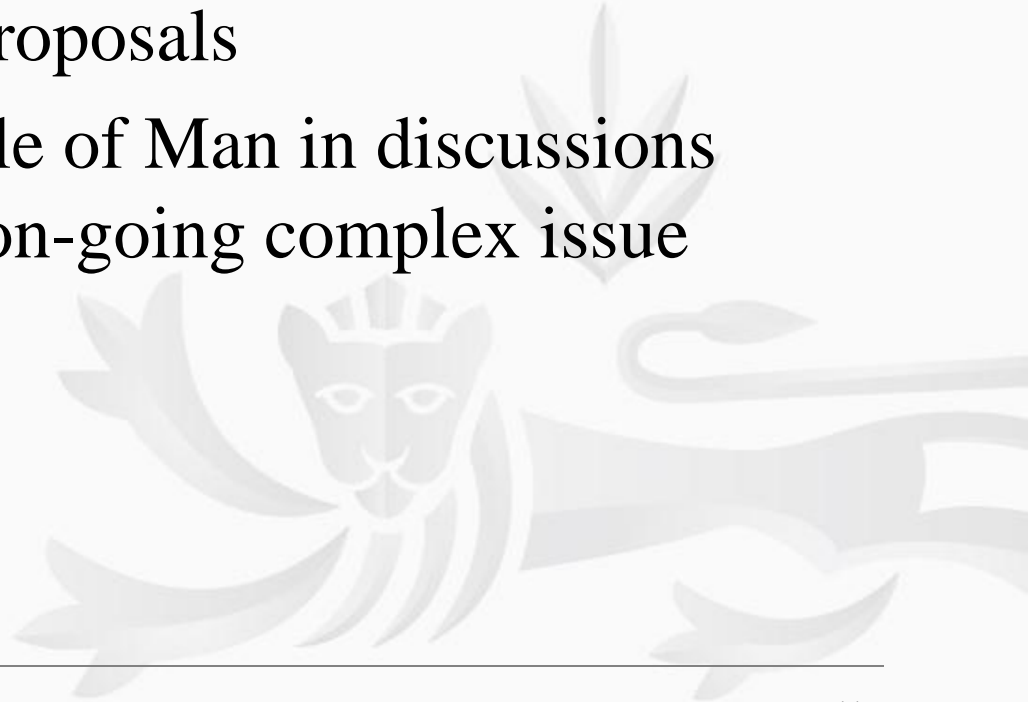 roposals
le of Man in discussions
on-going complex issue